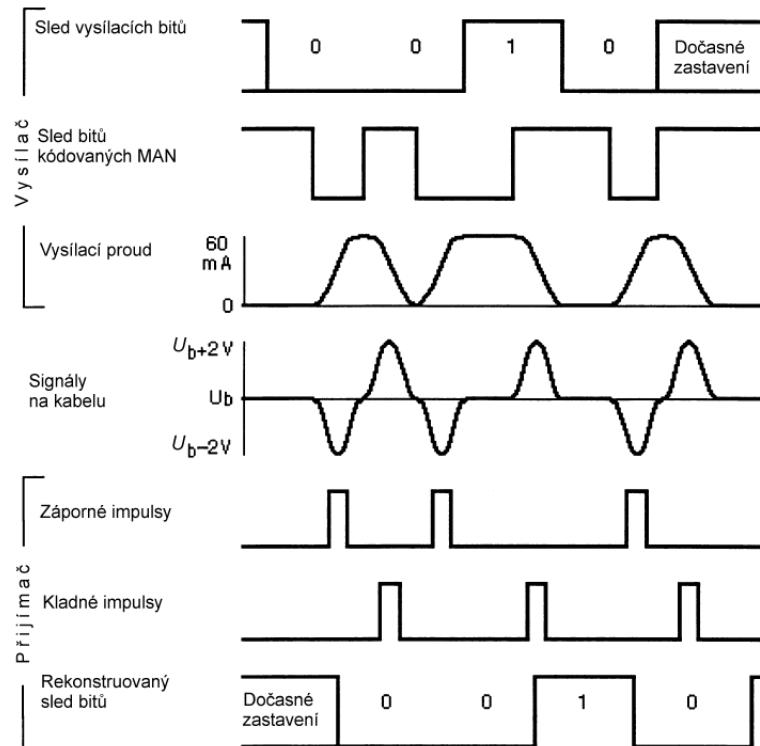 Vysílač
Sled vysílacích bitů
0 0 1 0
Dočasné
zastavení
Sled bitů
kódovaných MAN
Vysílací proud
60
mA
0
Signály
na kabelu
Ub+2V
Ub
Ub−2V
Přijímač
Záporné impulsy
Kladné impulsy
Rekonstruovaný
sled bitů
Dočasné
zastavení
0 0 1 0